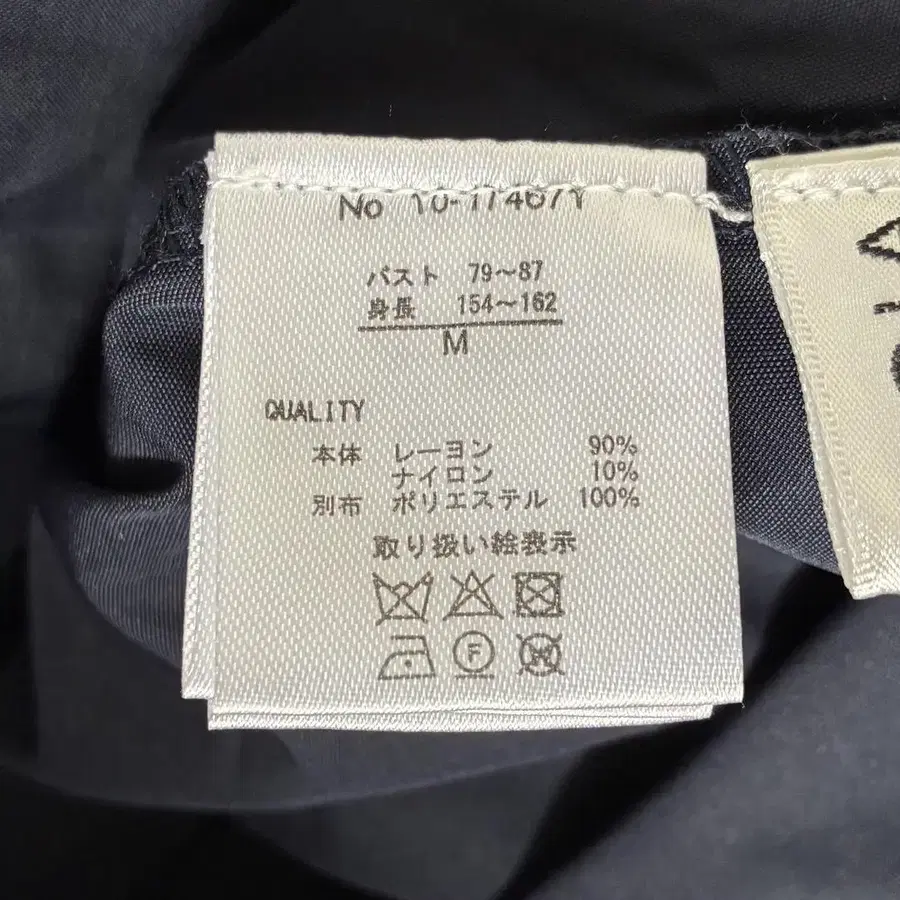 No 10-17467Y
バスト 79～87
身長 154～162
M
QUALITY
本体 レーヨン 90%
ナイロン 10%
別布 ポリエステル 100%
取り扱い絵表示
F
W